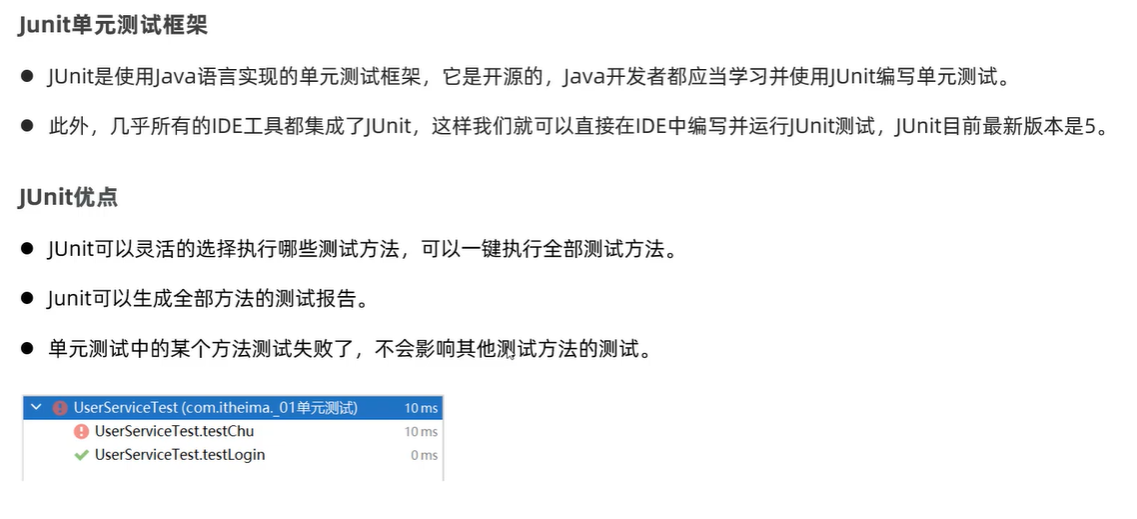 Junit单元测试框架
JUnit是使用Java语言实现的单元测试框架，它是开源的，Java开发者都应当学习并使用JUnit编写单元测试。
此外，几乎所有的IDE工具都集成了JUnit，这样我们就可以直接在IDE中编写并运行JUnit测试，JUnit目前最新版本是5。
JUnit优点
JUnit可以灵活的选择执行哪些测试方法，可以一键执行全部测试方法。
Junit可以生成全部方法的测试报告。
单元测试中的某个方法测试失败了，不会影响其他测试方法的测试。
UserServiceTest (com.itheima._01单元测试) 10 ms
UserServiceTest.testChu 10 ms
UserServiceTest.testLogin 0 ms